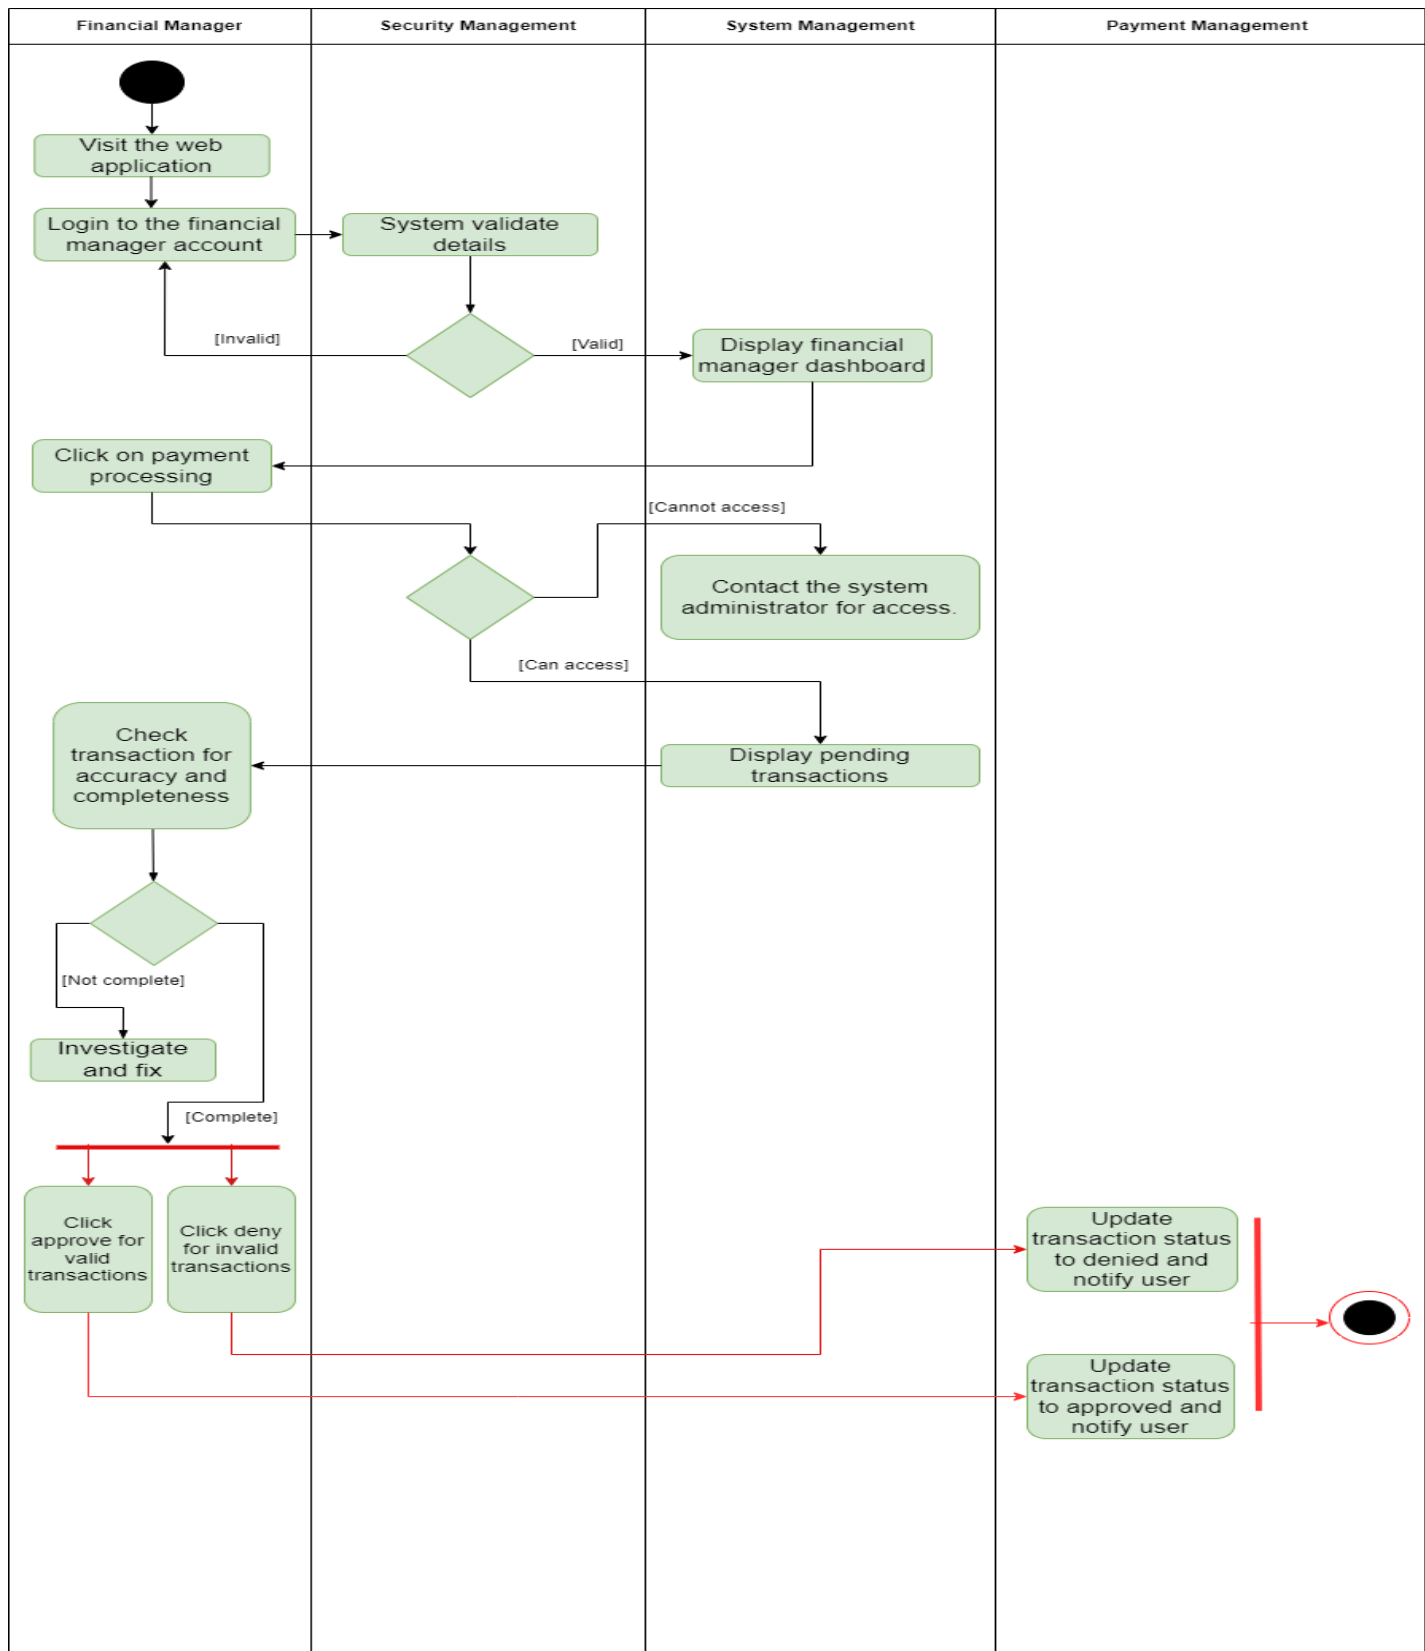 Financial Manager
Security Management
System Management
Payment Management
Visit the web
application
Login to the financial
manager account
System validate
details
[Invalid]
[Valid]
Display financial
manager dashboard
Click on payment
processing
[Cannot access]
Contact the system
administrator for access.
[Can access]
Check
transaction for
accuracy and
completeness
Display pending
transactions
[Not complete]
Investigate
and fix
[Complete]
Click
approve for
valid
transactions
Click deny
for invalid
transactions
Update
transaction status
to denied and
notify user
Update
transaction status
to approved and
notify user